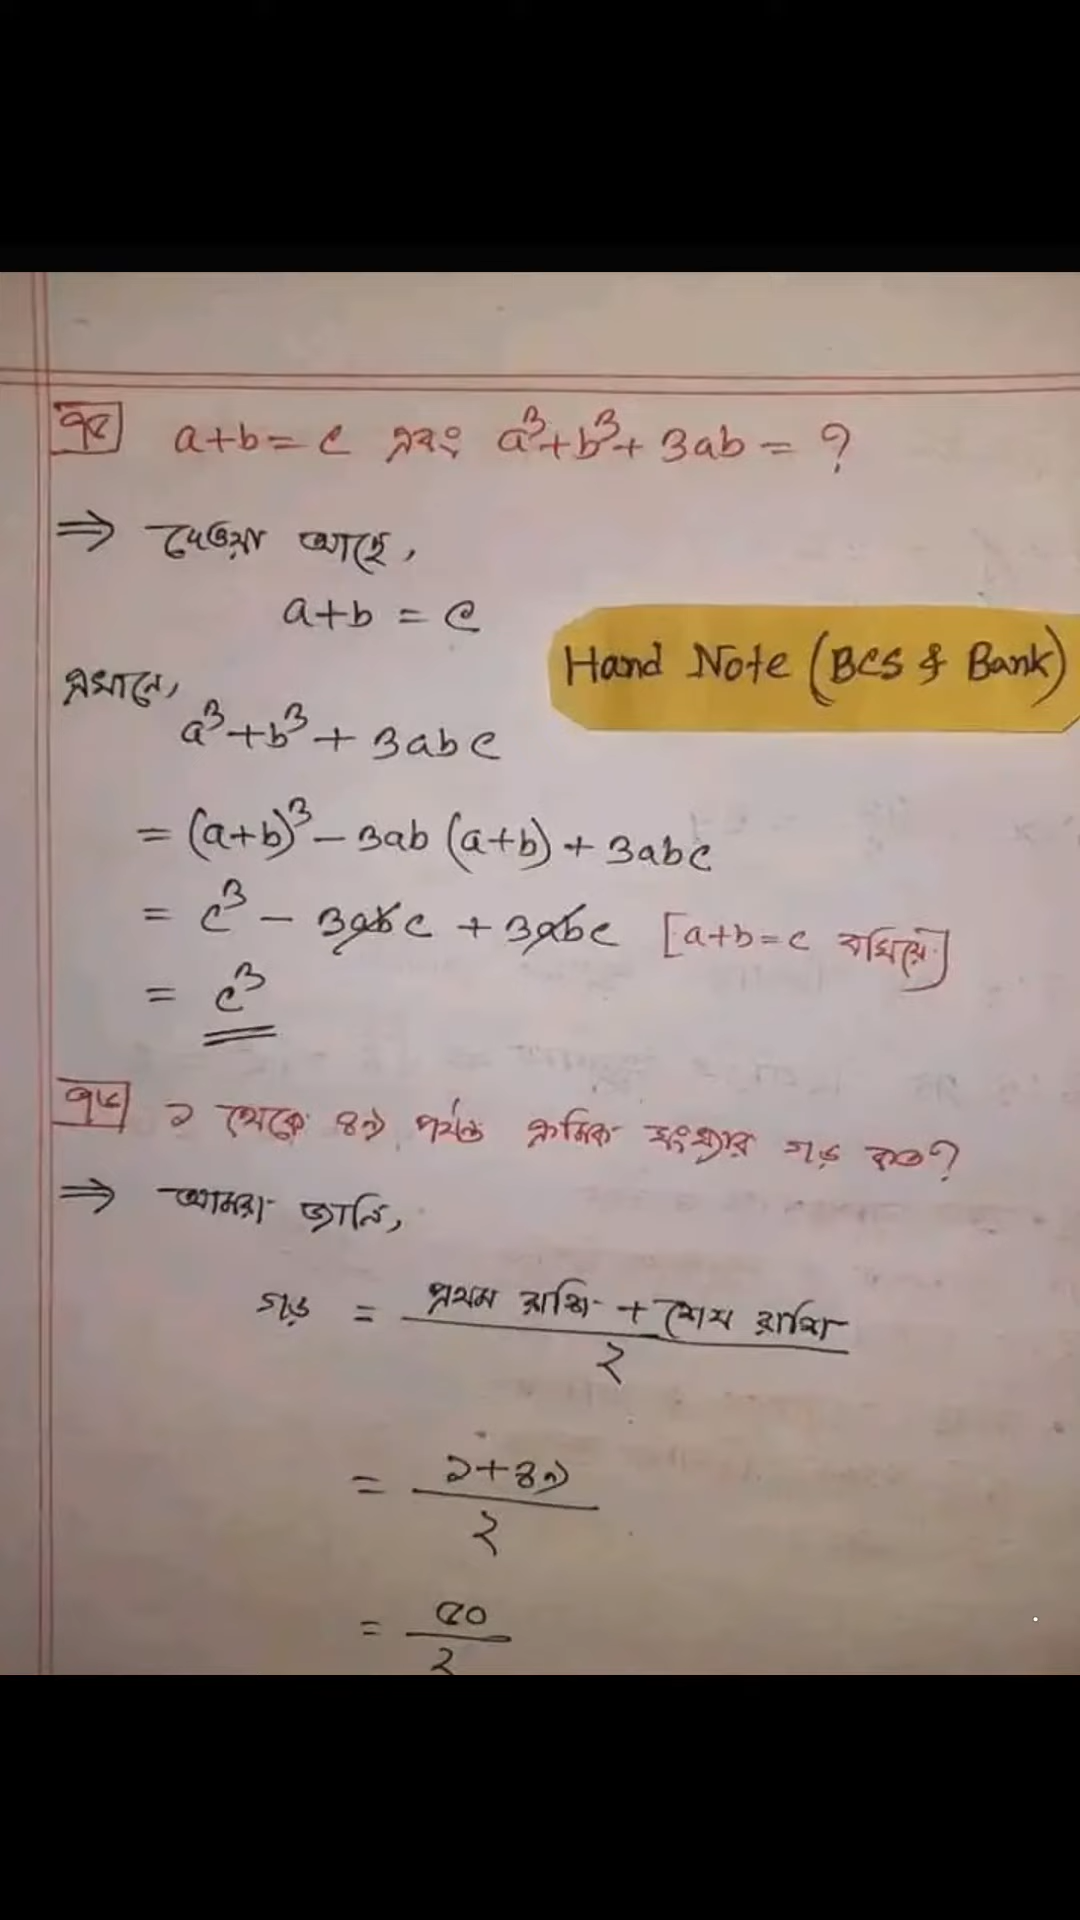 ৭৫ a+b = c এবং a³+b³+ 3ab = ?
⇒ দেওয়া আছে,
a+b = c
Hand Note (BCS & Bank)
এখানে,
a³+b³+ 3abc
= (a+b)³ - 3ab (a+b) + 3abc
= c³ - 3abc + 3abc [a+b=c বসিয়ে]
= c³
৭৬ ১ থেকে ৪৯ পর্যন্ত ক্রমিক সংখ্যার গড় কত?
⇒ আমরা জানি,
গড় = প্রথম রাশি + শেষ রাশি
২
= ১+৪৯
২
= ৫০
২